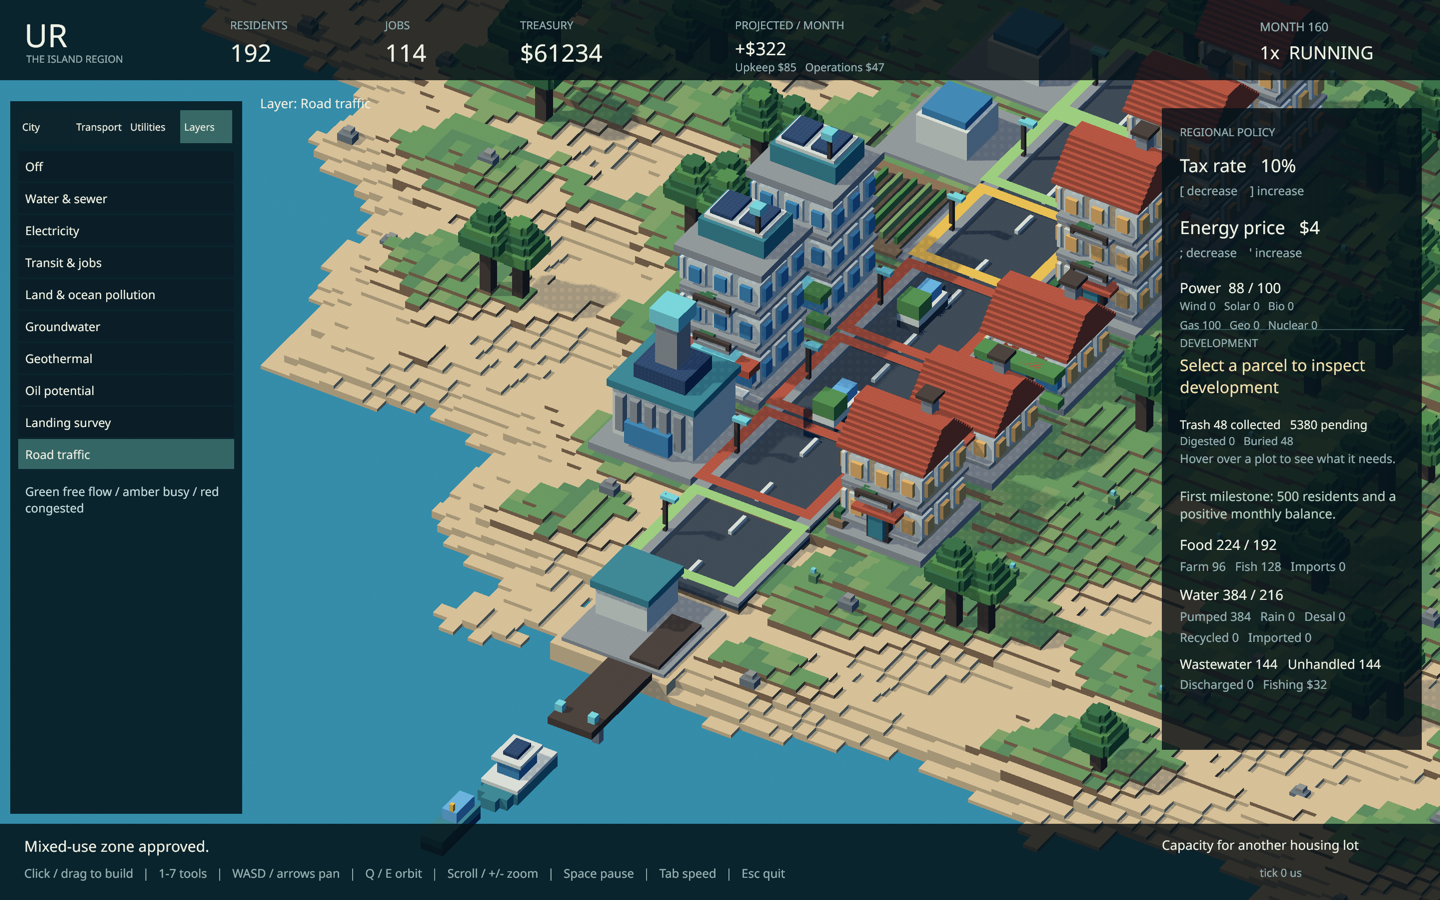 UR
THE ISLAND REGION
RESIDENTS
192
JOBS
114
TREASURY
$61234
PROJECTED / MONTH
+$322
Upkeep $85 Operations $47
MONTH 160
1x RUNNING
Layer: Road traffic
City Transport Utilities Layers
Off
Water & sewer
Electricity
Transit & jobs
Land & ocean pollution
Groundwater
Geothermal
Oil potential
Landing survey
Road traffic
Green free flow / amber busy / red
congested
REGIONAL POLICY
Tax rate 10%
[ decrease ] increase
Energy price $4
; decrease ' increase
Power 88 / 100
Wind 0 Solar 0 Bio 0
Gas 100 Geo 0 Nuclear 0
DEVELOPMENT
Select a parcel to inspect
development
Trash 48 collected 5380 pending
Digested 0 Buried 48
Hover over a plot to see what it needs.
First milestone: 500 residents and a
positive monthly balance.
Food 224 / 192
Farm 96 Fish 128 Imports 0
Water 384 / 216
Pumped 384 Rain 0 Desal 0
Recycled 0 Imported 0
Wastewater 144 Unhandled 144
Discharged 0 Fishing $32
Mixed-use zone approved.
Click / drag to build | 1-7 tools | WASD / arrows pan | Q / E orbit | Scroll / +/- zoom | Space pause | Tab speed | Esc quit
Capacity for another housing lot
tick 0 us